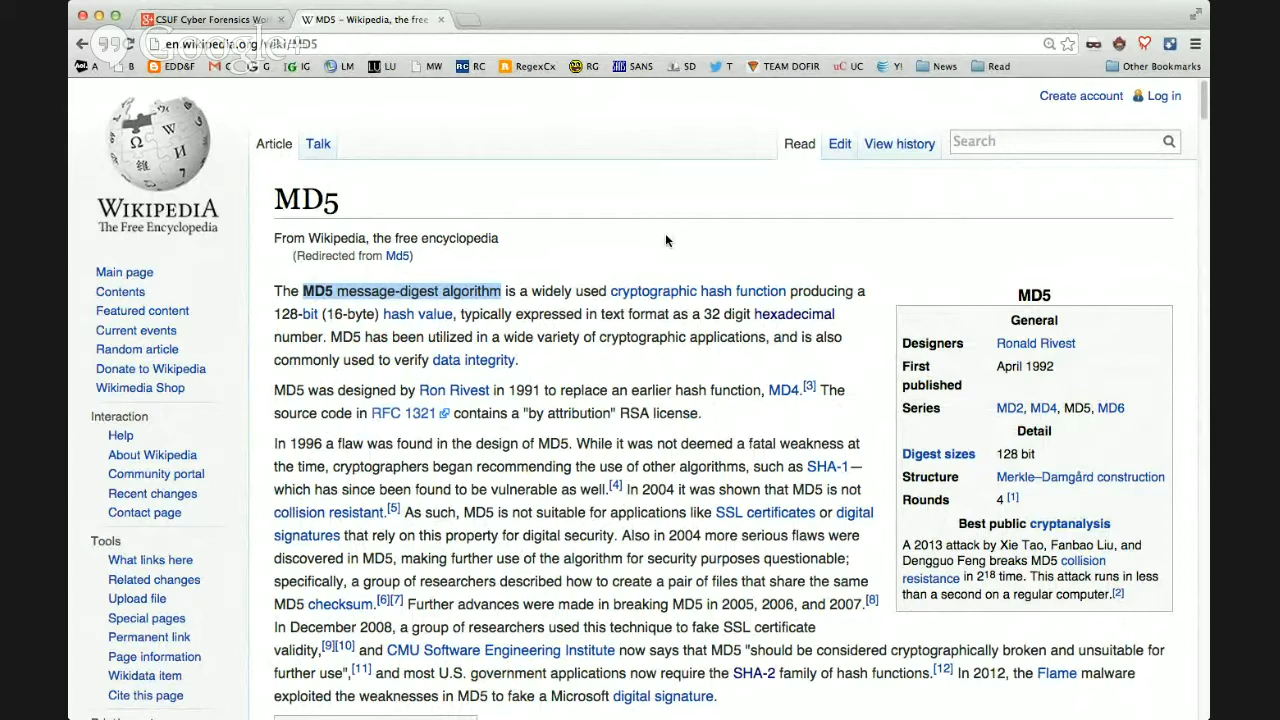 CSUF Cyber Forensics Wo
MD5 - Wikipedia, the free
Google+
en.wikipedia.org/wiki/MD5
A B EDD&F C G IG LM LU MW RC RegexCx RG SANS SD T TEAM DOFIR UC Y! News Read Other Bookmarks
Create account Log in
Article Talk Read Edit View history Search
WIKIPEDIA
The Free Encyclopedia
Main page
Contents
Featured content
Current events
Random article
Donate to Wikipedia
Wikimedia Shop
Interaction
Help
About Wikipedia
Community portal
Recent changes
Contact page
Tools
What links here
Related changes
Upload file
Special pages
Permanent link
Page information
Wikidata item
Cite this page
MD5
From Wikipedia, the free encyclopedia
(Redirected from Md5)
The MD5 message-digest algorithm is a widely used cryptographic hash function producing a
128-bit (16-byte) hash value, typically expressed in text format as a 32 digit hexadecimal
number. MD5 has been utilized in a wide variety of cryptographic applications, and is also
commonly used to verify data integrity.
MD5 was designed by Ron Rivest in 1991 to replace an earlier hash function, MD4.[3] The
source code in RFC 1321 contains a "by attribution" RSA license.
In 1996 a flaw was found in the design of MD5. While it was not deemed a fatal weakness at
the time, cryptographers began recommending the use of other algorithms, such as SHA-1—
which has since been found to be vulnerable as well.[4] In 2004 it was shown that MD5 is not
collision resistant.[5] As such, MD5 is not suitable for applications like SSL certificates or digital
signatures that rely on this property for digital security. Also in 2004 more serious flaws were
discovered in MD5, making further use of the algorithm for security purposes questionable;
specifically, a group of researchers described how to create a pair of files that share the same
MD5 checksum.[6][7] Further advances were made in breaking MD5 in 2005, 2006, and 2007.[8]
In December 2008, a group of researchers used this technique to fake SSL certificate
validity,[9][10] and CMU Software Engineering Institute now says that MD5 "should be considered cryptographically broken and unsuitable for
further use",[11] and most U.S. government applications now require the SHA-2 family of hash functions.[12] In 2012, the Flame malware
exploited the weaknesses in MD5 to fake a Microsoft digital signature.
MD5
General
Designers Ronald Rivest
First April 1992
published
Series MD2, MD4, MD5, MD6
Detail
Digest sizes 128 bit
Structure Merkle–Damgård construction
Rounds 4 [1]
Best public cryptanalysis
A 2013 attack by Xie Tao, Fanbao Liu, and
Dengguo Feng breaks MD5 collision
resistance in 2^18 time. This attack runs in less
than a second on a regular computer.[2]